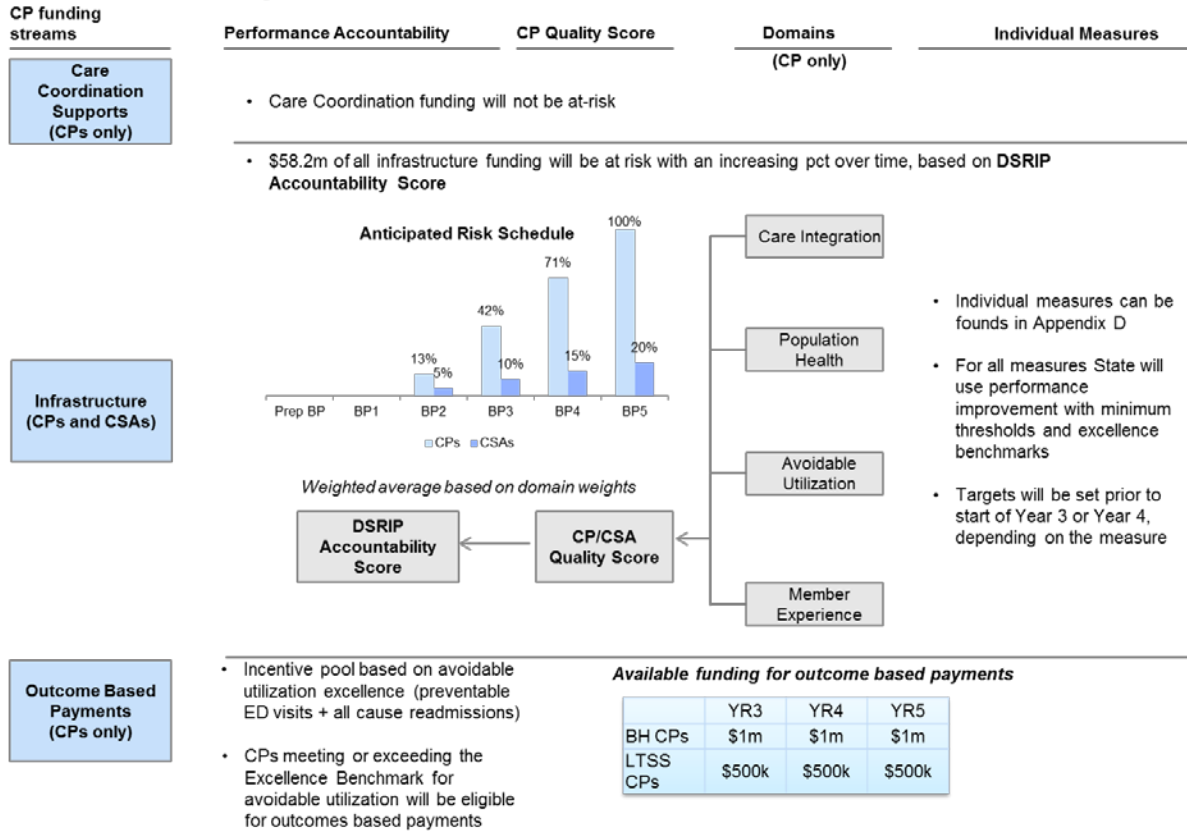 CP funding
streams
Performance Accountability
CP Quality Score
Domains
(CP only)
Individual Measures
Care
Coordination
Supports
(CPs only)
• Care Coordination funding will not be at-risk
• $58.2m of all infrastructure funding will be at risk with an increasing pct over time, based on DSRIP
Accountability Score
Infrastructure
(CPs and CSAs)
Anticipated Risk Schedule
100%
71%
42%
13%
5%
10%
15%
20%
Prep BP BP1 BP2 BP3 BP4 BP5
CPs CSAs
Weighted average based on domain weights
DSRIP
Accountability
Score
CP/CSA
Quality Score
Care Integration
Population
Health
Avoidable
Utilization
Member
Experience
• Individual measures can be
founds in Appendix D
• For all measures State will
use performance
improvement with minimum
thresholds and excellence
benchmarks
• Targets will be set prior to
start of Year 3 or Year 4,
depending on the measure
Outcome Based
Payments
(CPs only)
• Incentive pool based on avoidable
utilization excellence (preventable
ED visits + all cause readmissions)
• CPs meeting or exceeding the
Excellence Benchmark for
avoidable utilization will be eligible
for outcomes based payments
Available funding for outcome based payments
YR3 YR4 YR5
BH CPs $1m $1m $1m
LTSS
CPs $500k $500k $500k